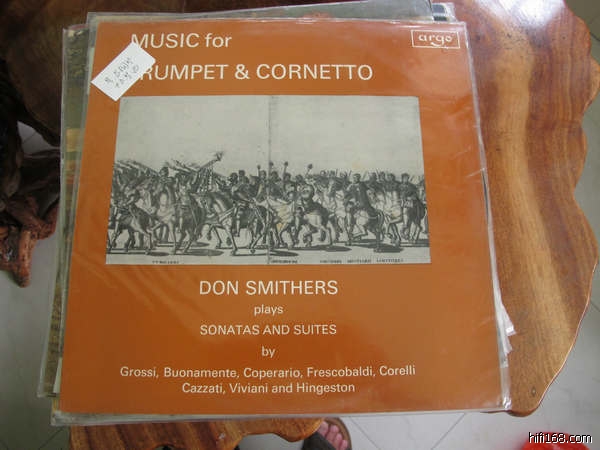 MUSIC for
TRUMPET & CORNETTO
argo
DON SMITHERS
plays
SONATAS AND SUITES
by
Grossi, Buonamente, Coperario, Frescobaldi, Corelli
Cazzati, Viviani and Hingeston
hifi168.com